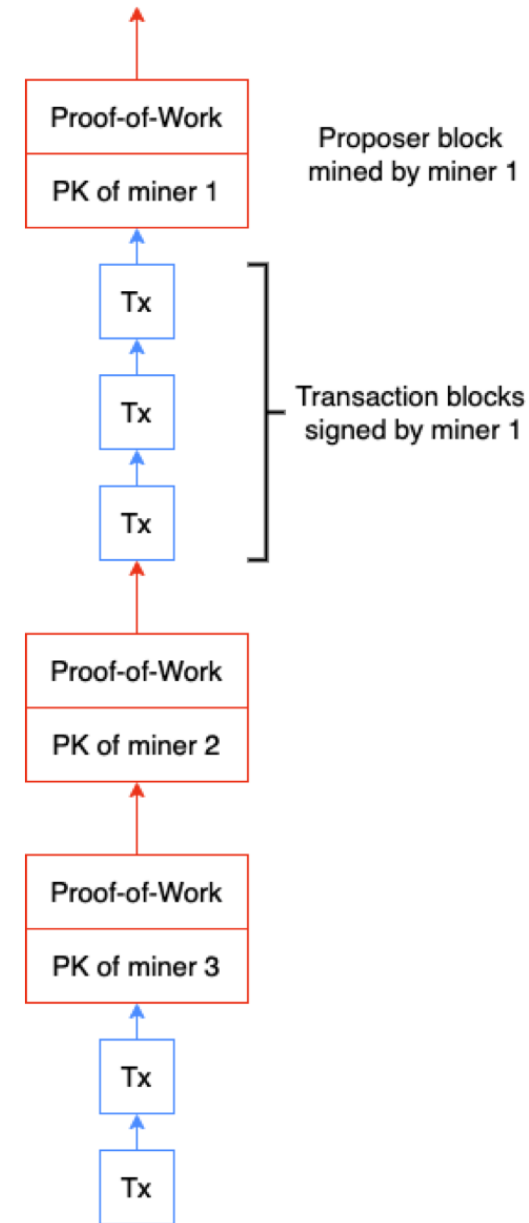 Proof-of-Work
PK of miner 1
Proposer block
mined by miner 1
Tx
Tx
Tx
Transaction blocks
signed by miner 1
Proof-of-Work
PK of miner 2
Proof-of-Work
PK of miner 3
Tx
Tx